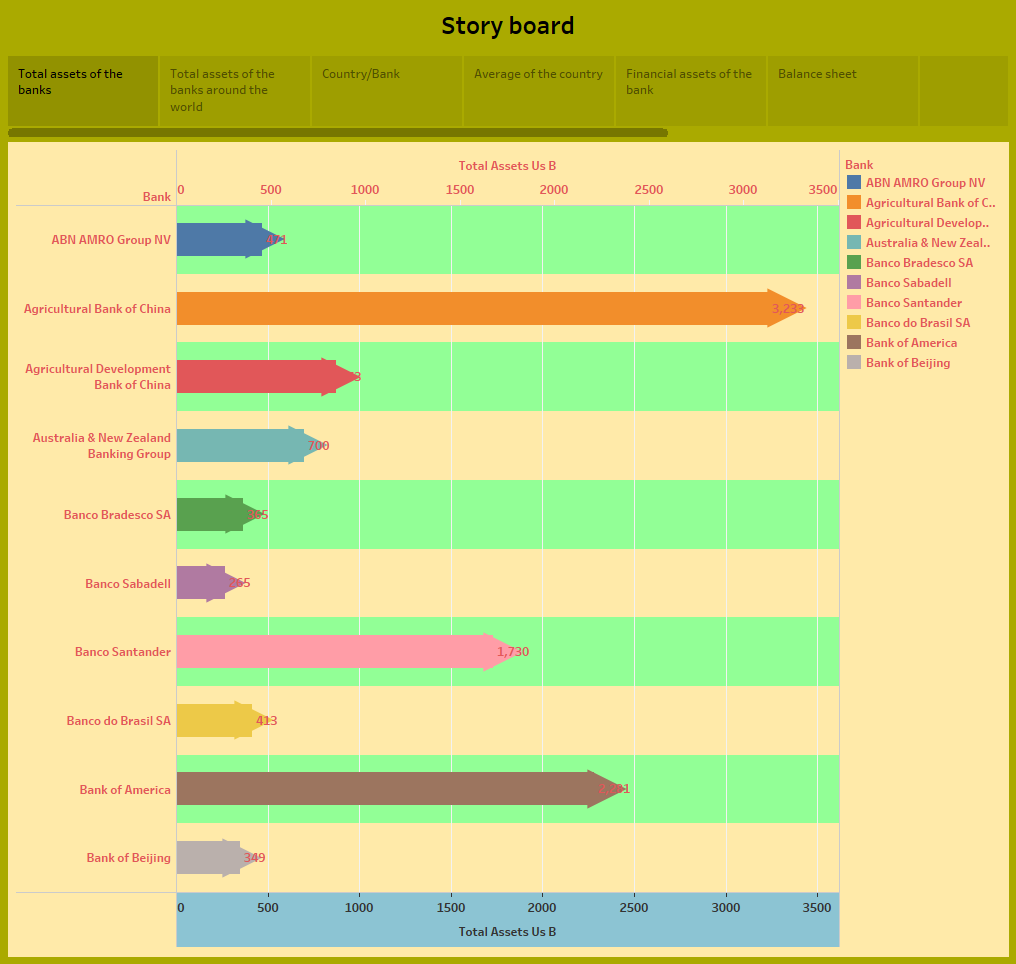 Story board
Total assets of the
banks
Total assets of the
banks around the
world
Country/Bank
Average of the country
Financial assets of the
bank
Balance sheet
Total Assets Us B
0 500 1000 1500 2000 2500 3000 3500
Bank
ABN AMRO Group NV
471
Agricultural Bank of China
3,233
Agricultural Development
Bank of China
Australia & New Zealand
Banking Group
700
Banco Bradesco SA
365
Banco Sabadell
265
Banco Santander
1,730
Banco do Brasil SA
413
Bank of America
Bank of Beijing
349
0 500 1000 1500 2000 2500 3000 3500
Total Assets Us B
Bank
ABN AMRO Group NV
Agricultural Bank of C..
Agricultural Develop..
Australia & New Zeal..
Banco Bradesco SA
Banco Sabadell
Banco Santander
Banco do Brasil SA
Bank of America
Bank of Beijing